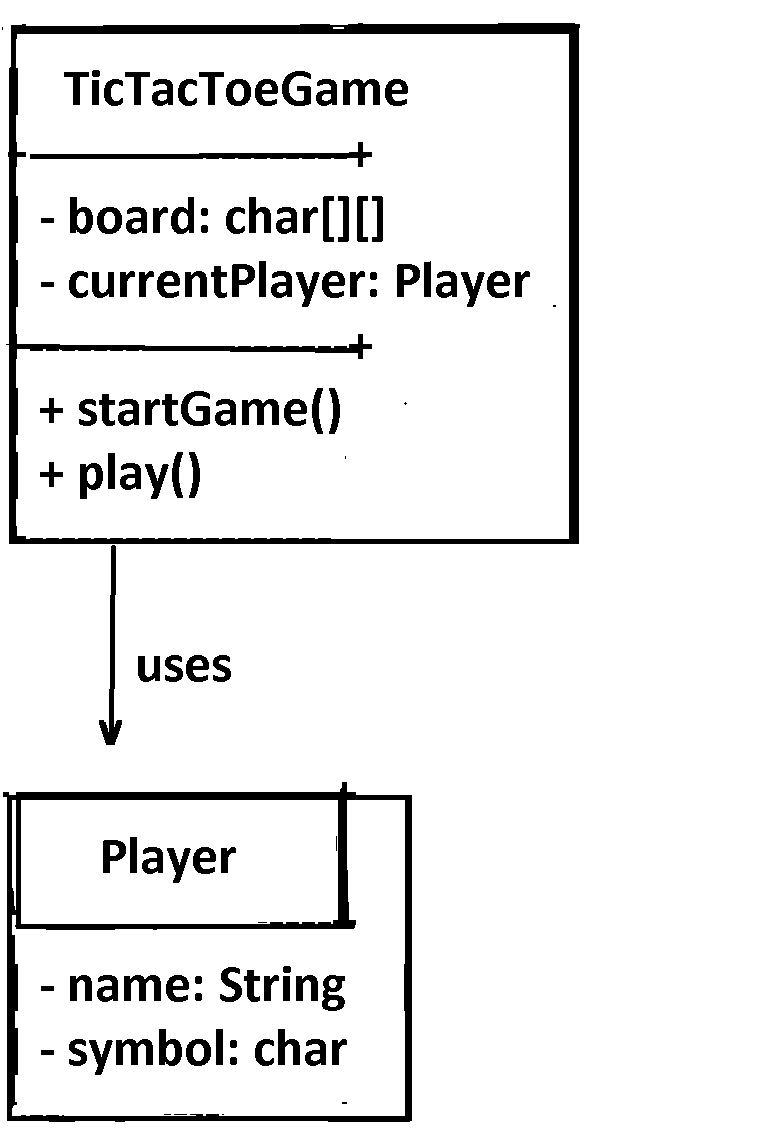 TicTacToeGame
- board: char[][]
- currentPlayer: Player
+ startGame()
+ play()
uses
Player
- name: String
- symbol: char